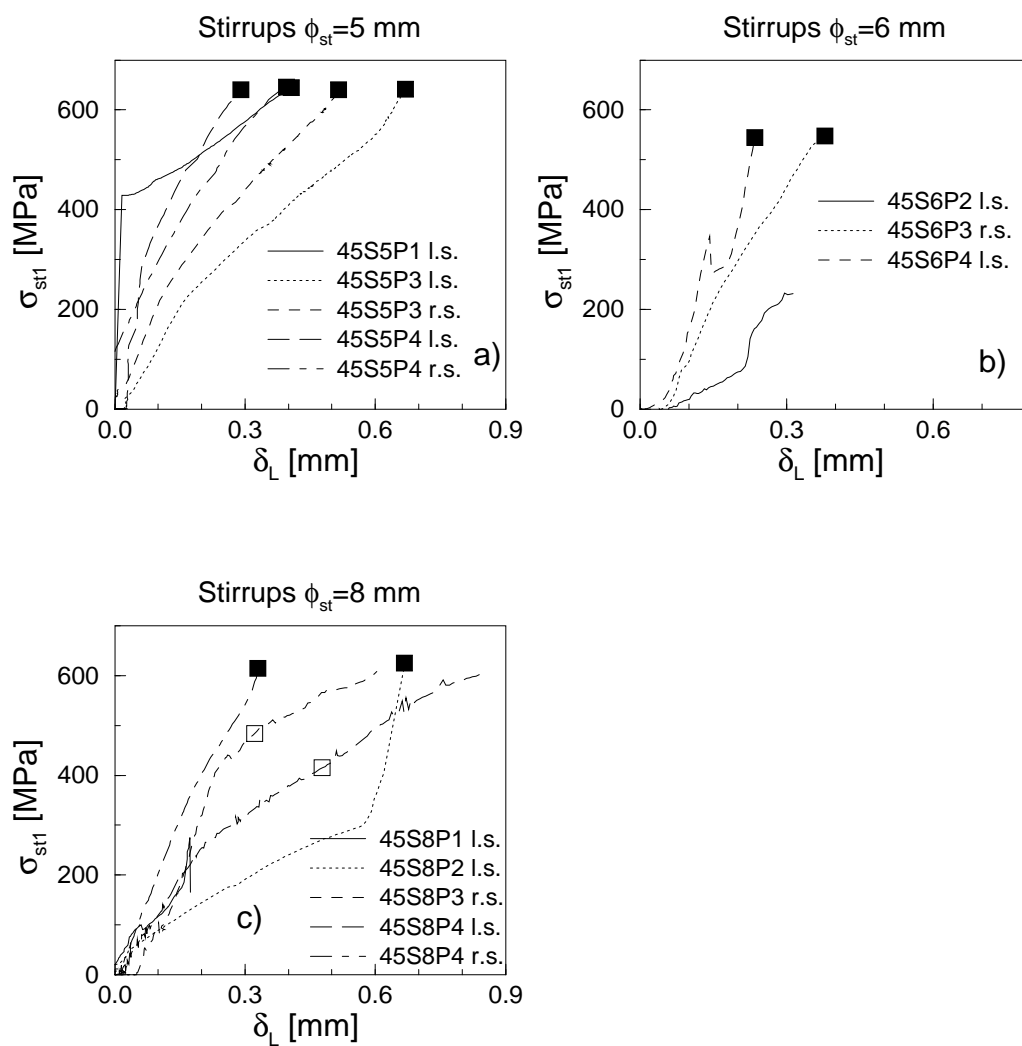 Stirrups ϕst=5 mm
Stirrups ϕst=6 mm
600
400
200
0
σst1 [MPa]
45S5P1 l.s.
45S5P3 l.s.
45S5P3 r.s.
45S5P4 l.s.
45S5P4 r.s.
a)
0.0 0.3 0.6 0.9
δL [mm]
600
400
200
0
σst1 [MPa]
45S6P2 l.s.
45S6P3 r.s.
45S6P4 l.s.
b)
0.0 0.3 0.6
δL [mm]
Stirrups ϕst=8 mm
600
400
200
0
σst1 [MPa]
45S8P1 l.s.
45S8P2 l.s.
45S8P3 r.s.
45S8P4 l.s.
45S8P4 r.s.
c)
0.0 0.3 0.6 0.9
δL [mm]